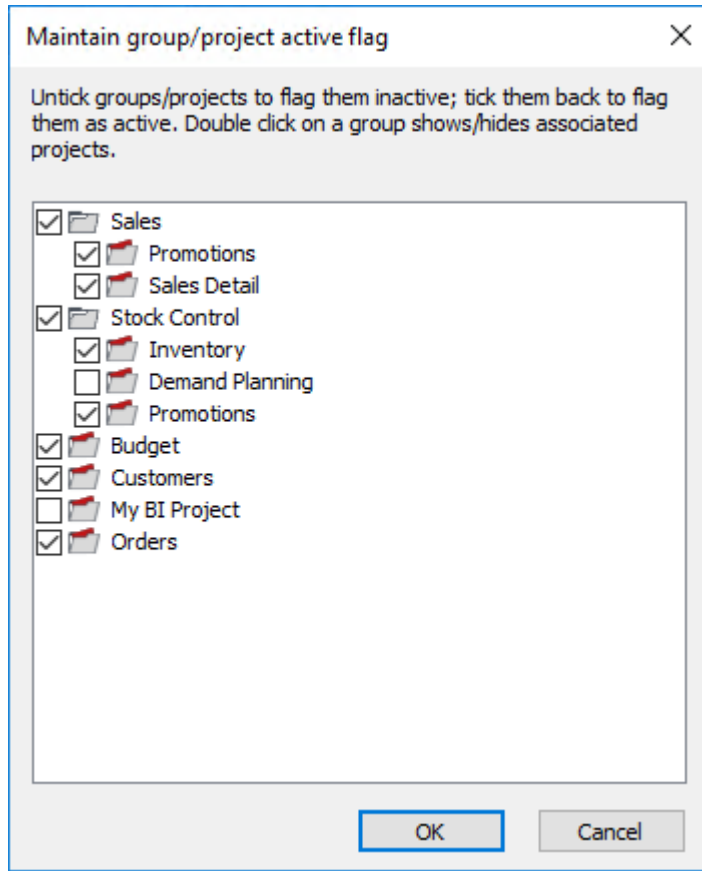 Maintain group/project active flag
Untick groups/projects to flag them inactive; tick them back to flag
them as active. Double click on a group shows/hides associated
projects.
Sales
Promotions
Sales Detail
Stock Control
Inventory
Demand Planning
Promotions
Budget
Customers
My BI Project
Orders
OK
Cancel